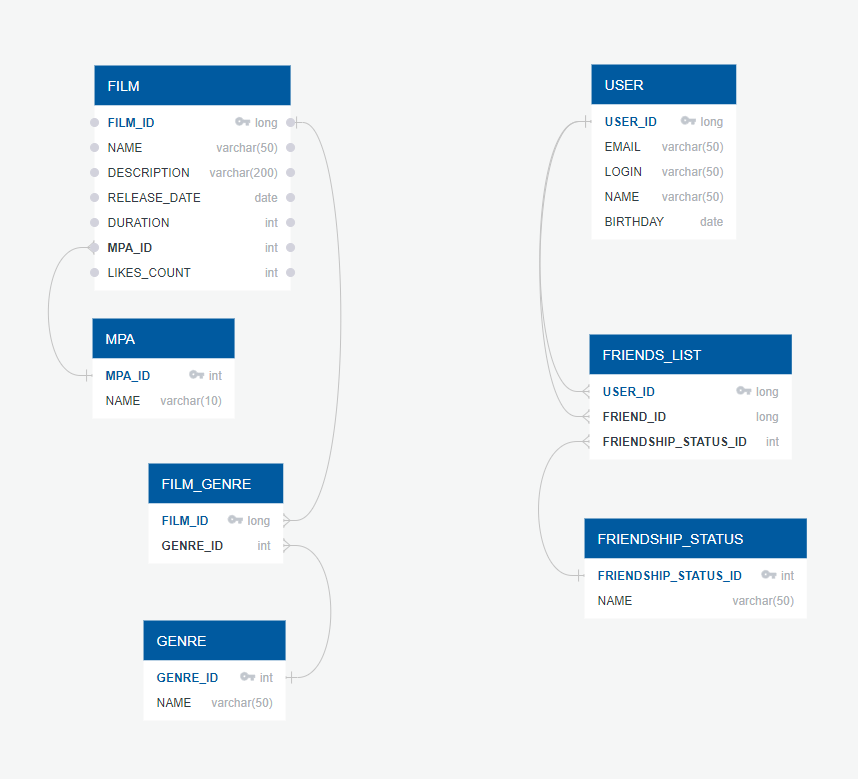 FILM
FILM_ID long
NAME varchar(50)
DESCRIPTION varchar(200)
RELEASE_DATE date
DURATION int
MPA_ID int
LIKES_COUNT int
MPA
MPA_ID int
NAME varchar(10)
FILM_GENRE
FILM_ID long
GENRE_ID int
GENRE
GENRE_ID int
NAME varchar(50)
USER
USER_ID long
EMAIL varchar(50)
LOGIN varchar(50)
NAME varchar(50)
BIRTHDAY date
FRIENDS_LIST
USER_ID long
FRIEND_ID long
FRIENDSHIP_STATUS_ID int
FRIENDSHIP_STATUS
FRIENDSHIP_STATUS_ID int
NAME varchar(50)